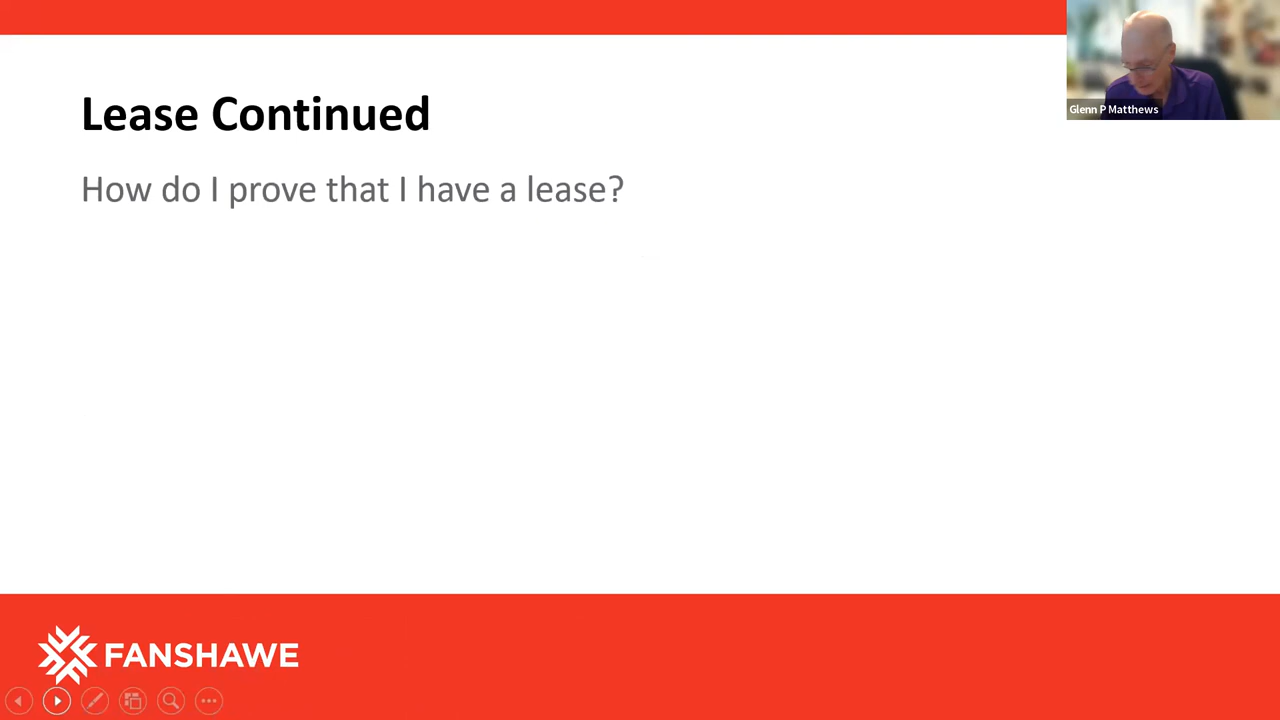 Lease Continued
Glenn P Matthews
How do I prove that I have a lease?
FANSHAWE